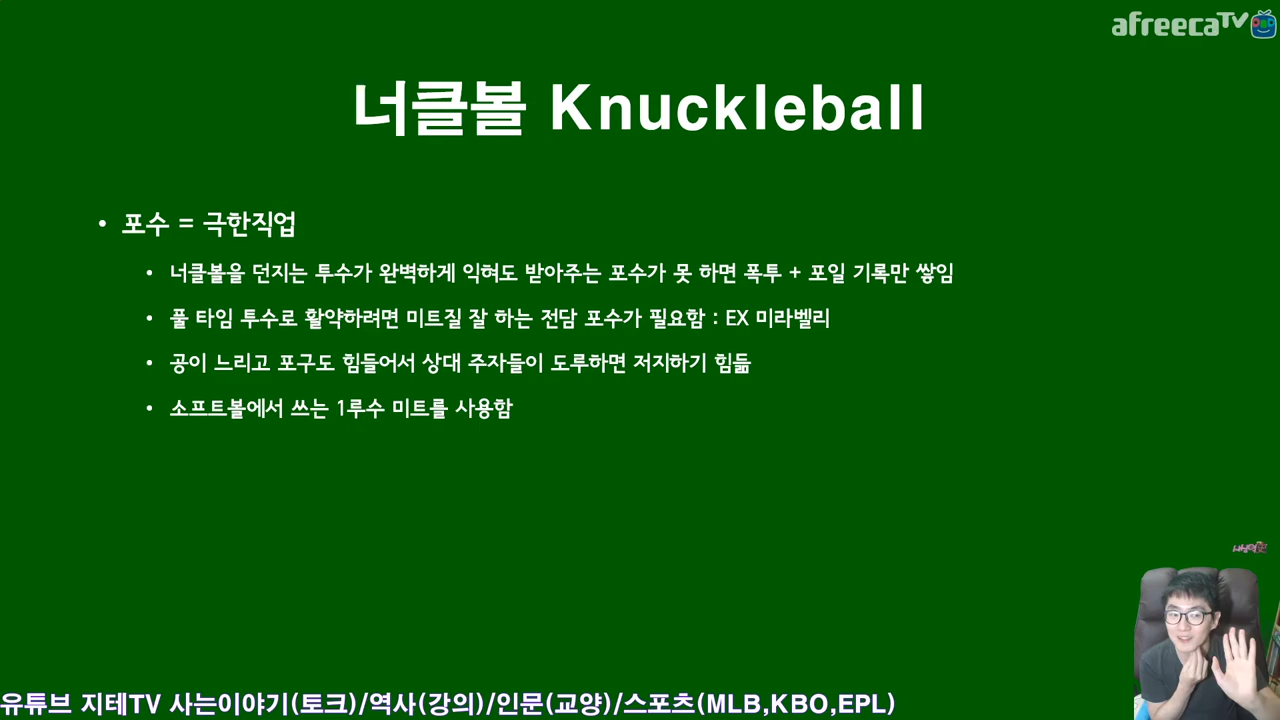 afreecaTV
너클볼 Knuckleball
• 포수 = 극한직업
• 너클볼을 던지는 투수가 완벽하게 익혀도 받아주는 포수가 못 하면 폭투 + 포일 기록만 쌓임
• 풀 타임 투수로 활약하려면 미트질 잘 하는 전담 포수가 필요함 : EX 미라벨리
• 공이 느리고 포구도 힘들어서 상대 주자들이 도루하면 저지하기 힘듦
• 소프트볼에서 쓰는 1루수 미트를 사용함
유튜브 지테TV 사는이야기(토크)/역사(강의)/인문(교양)/스포츠(MLB,KBO,EPL)